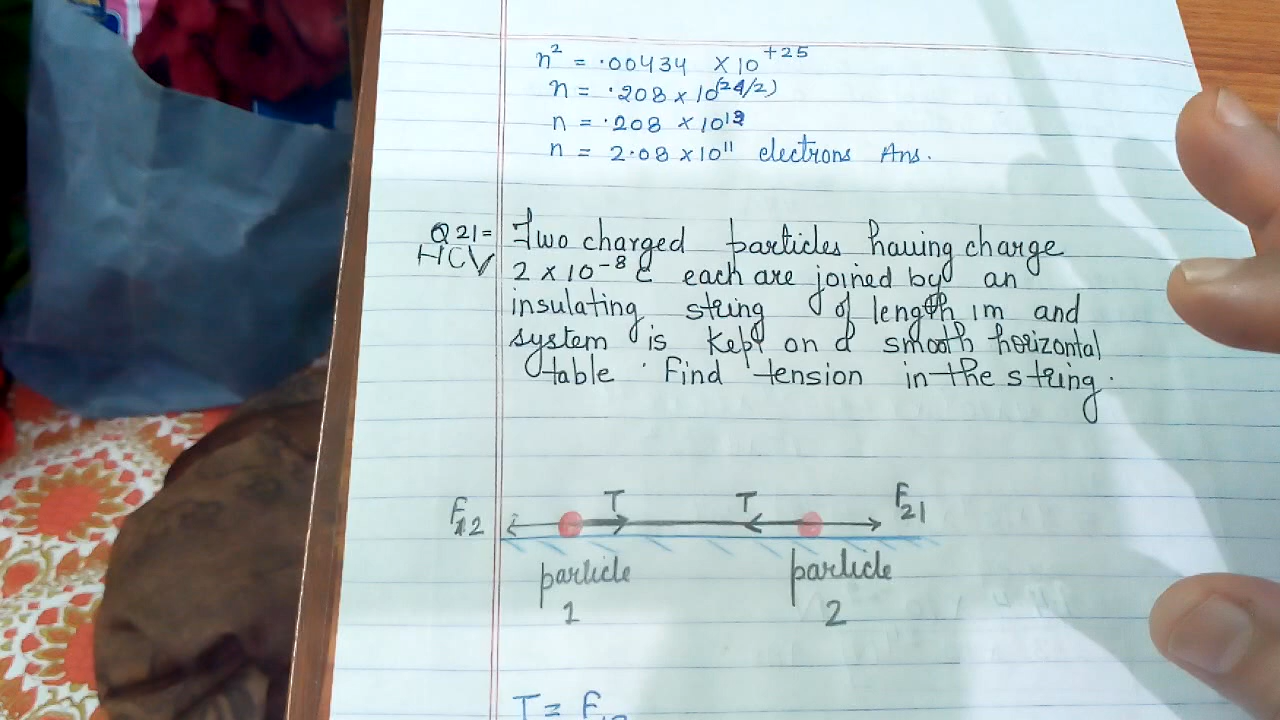 n² = .00434 × 10⁺²⁵
n = .208 × 10⁽²⁴/²⁾
n = .208 × 10¹²
n = 2.08 × 10¹¹ electrons Ans.
Q 21= Two charged particles having charge
HCV 2 × 10⁻⁸ C each are joined by an
insulating string of length 1m and
system is kept on a smooth horizontal
table. Find tension in the string.
F₁₂ T T F₂₁
particle particle
1 2
T = F₁₂